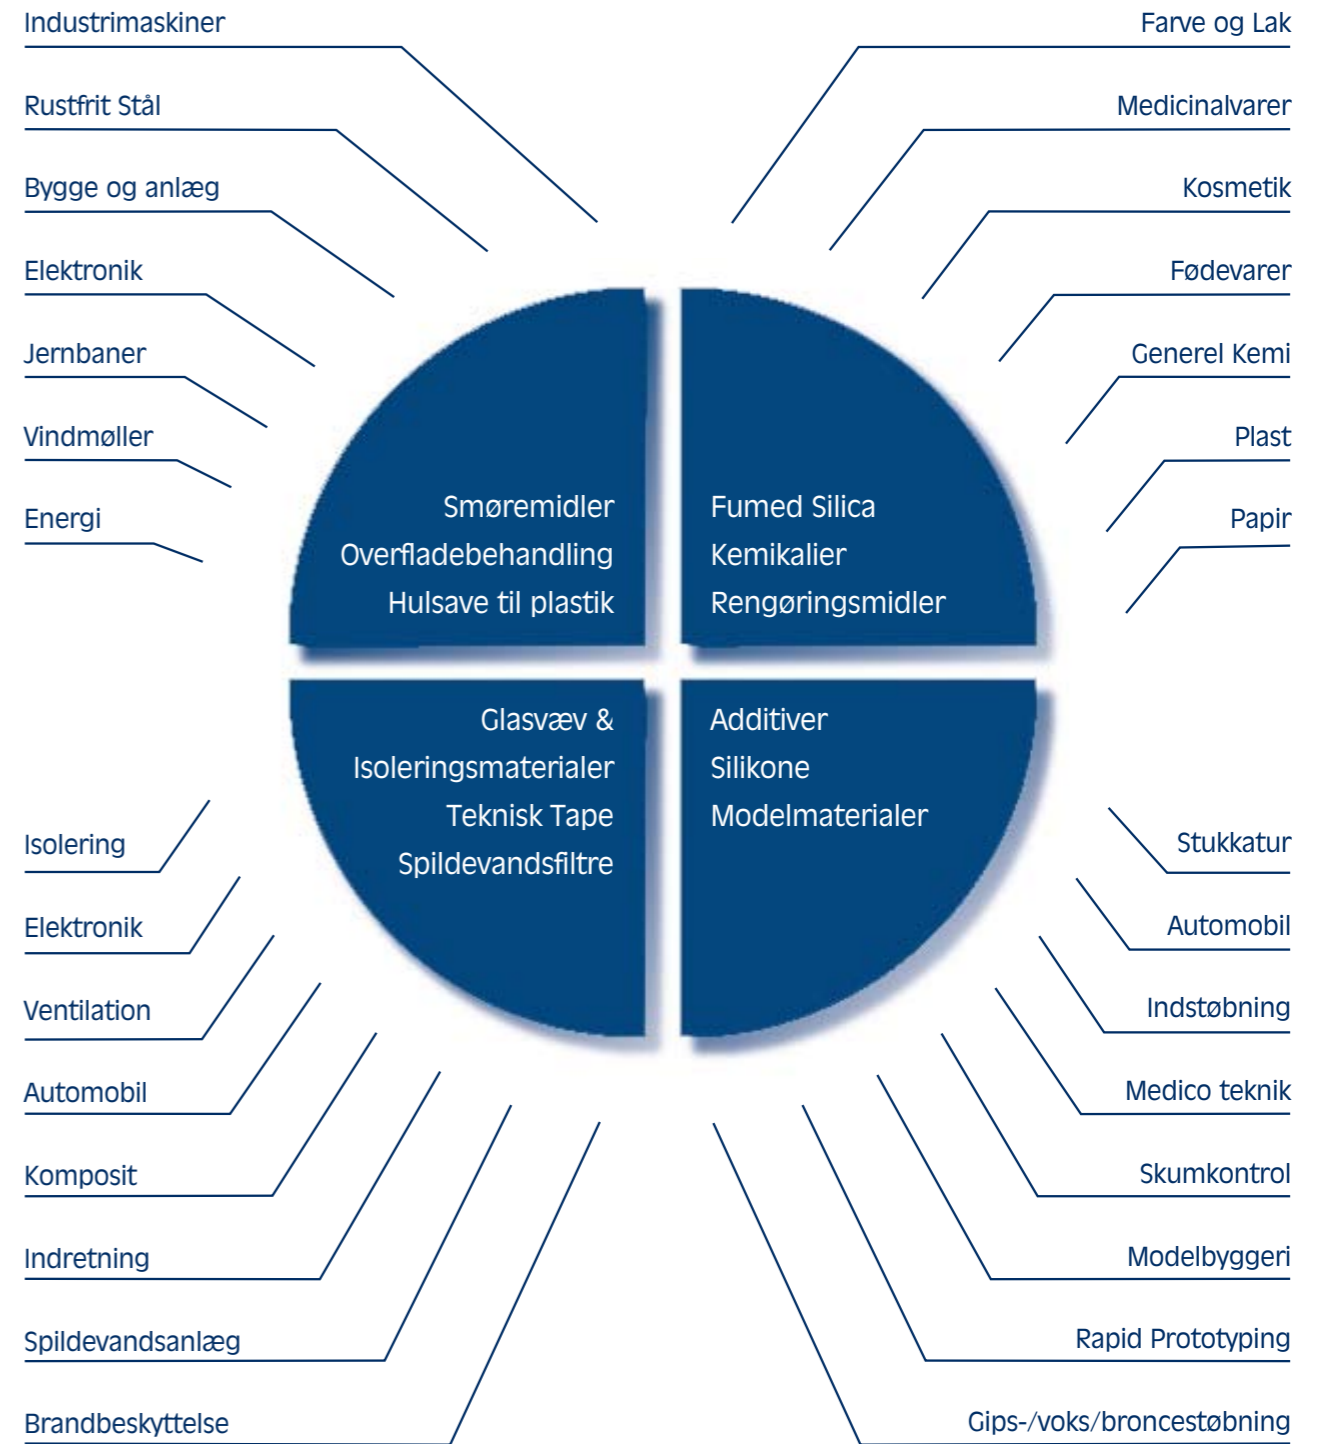 Industrimaskiner
Rustfrit Stål
Bygge og anlæg
Elektronik
Jernbaner
Vindmøller
Energi
Farve og Lak
Medicinalvarer
Kosmetik
Fødevarer
Generel Kemi
Plast
Papir
Smøremidler
Overfladebehandling
Hulsave til plastik
Fumed Silica
Kemikalier
Rengøringsmidler
Glasvæv &
Isoleringsmaterialer
Teknisk Tape
Spildevandsfiltre
Additiver
Silikone
Modelmaterialer
Isolering
Elektronik
Ventilation
Automobil
Komposit
Indretning
Spildevandsanlæg
Brandbeskyttelse
Stukkatur
Automobil
Indstøbning
Medico teknik
Skumkontrol
Modelbyggeri
Rapid Prototyping
Gips-/voks/broncestøbning